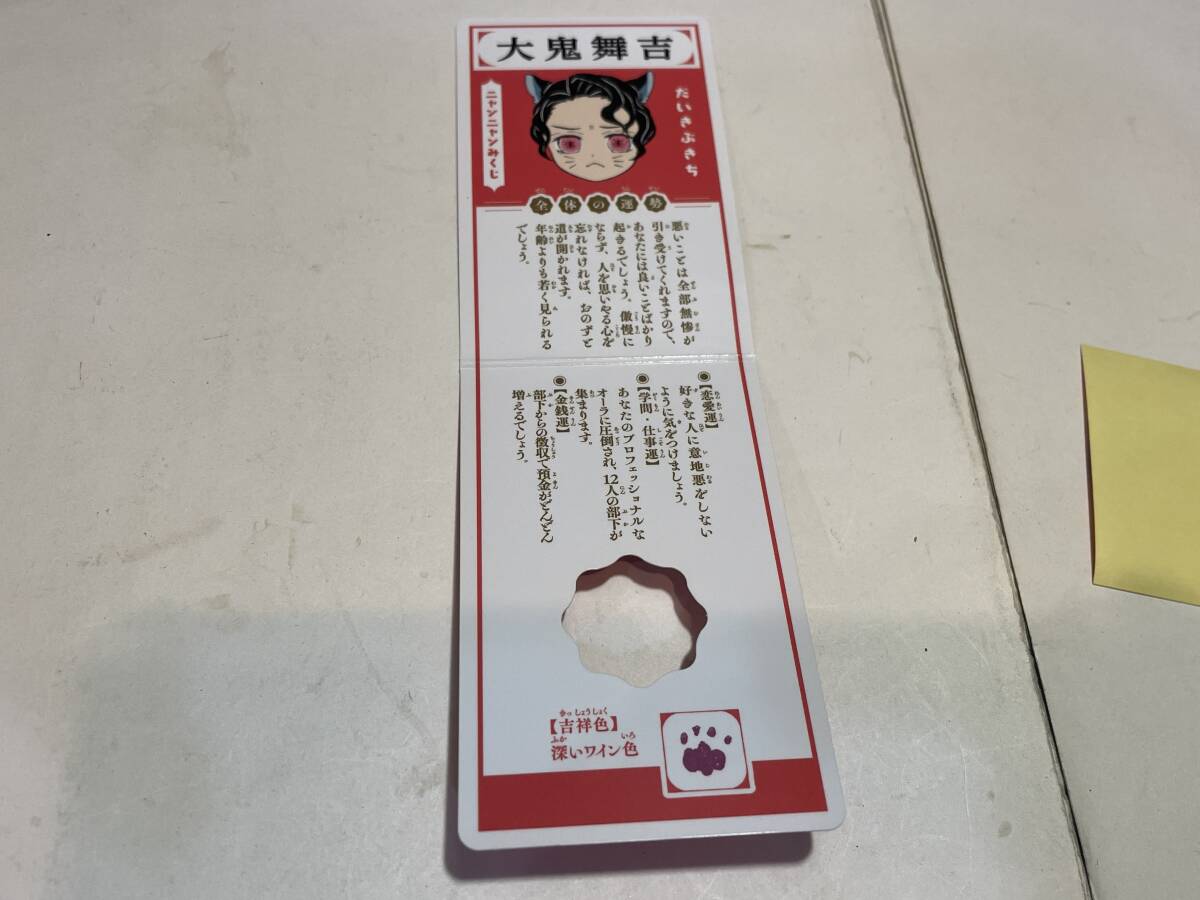 大鬼舞吉
だいきぶきち
ニャンニャンみくじ
全体の運勢
悪いことは全部無惨が
引き受けてくれますので、
あなたには良いことばかり
起きるでしょう。傲慢に
ならず、人を思いやる心を
忘れなければ、おのずと
道が開かれます。
年齢よりも若く見られる
でしょう。
【恋愛運】
好きな人に意地悪をしない
ように気をつけましょう。
【学問・仕事運】
あなたのプロフェッショナルな
オーラに圧倒され、12人の部下が
集まります。
【金銭運】
部下からの徴収で預金がどんどん
増えるでしょう。
【吉祥色】
深いワイン色